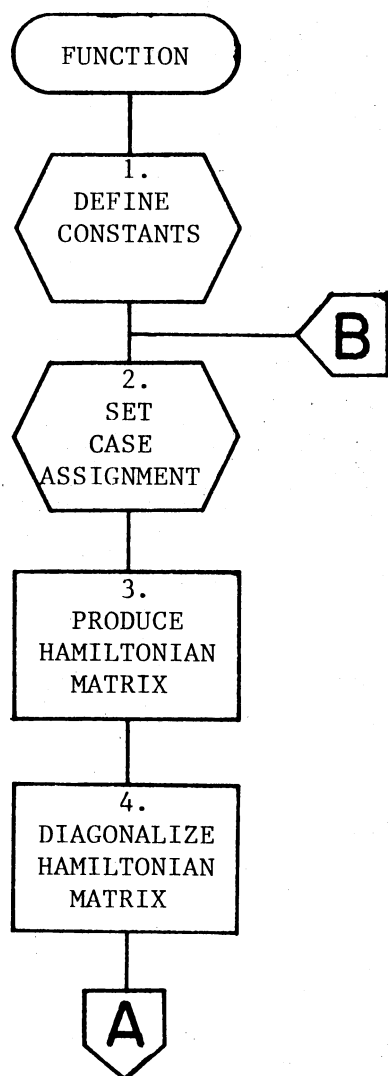 FUNCTION
1.
DEFINE
CONSTANTS
B
2.
SET
CASE
ASSIGNMENT
3.
PRODUCE
HAMILTONIAN
MATRIX
4.
DIAGONALIZE
HAMILTONIAN
MATRIX
A